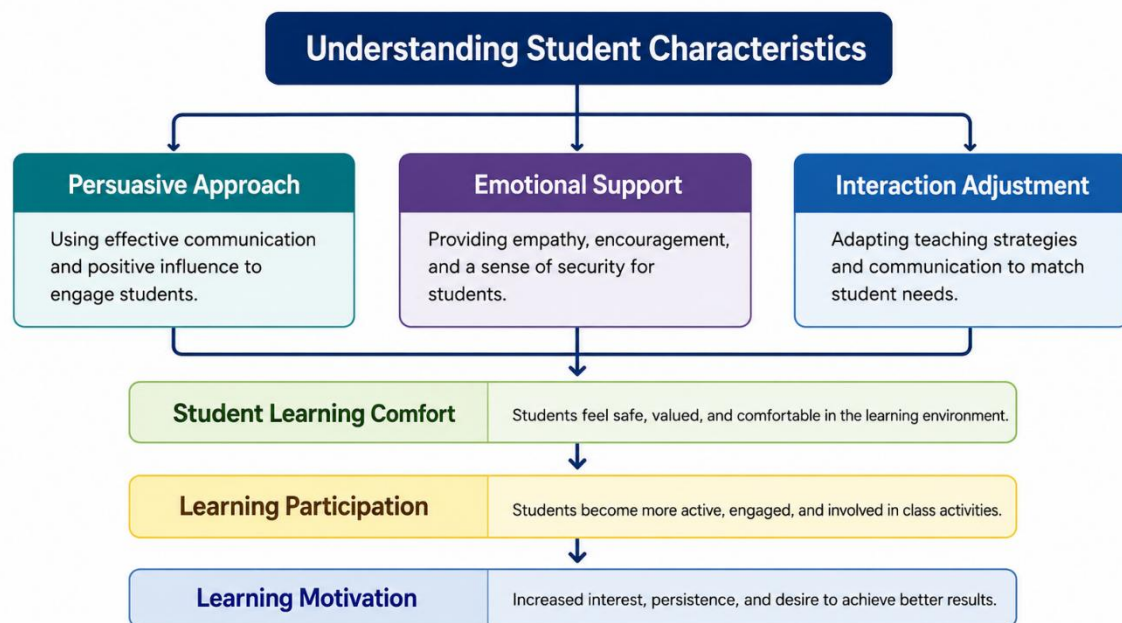 Understanding Student Characteristics
Persuasive Approach
Using effective communication
and positive influence to
engage students.
Emotional Support
Providing empathy, encouragement,
and a sense of security for
students.
Interaction Adjustment
Adapting teaching strategies
and communication to match
student needs.
Student Learning Comfort
Students feel safe, valued, and comfortable in the learning environment.
Learning Participation
Students become more active, engaged, and involved in class activities.
Learning Motivation
Increased interest, persistence, and desire to achieve better results.